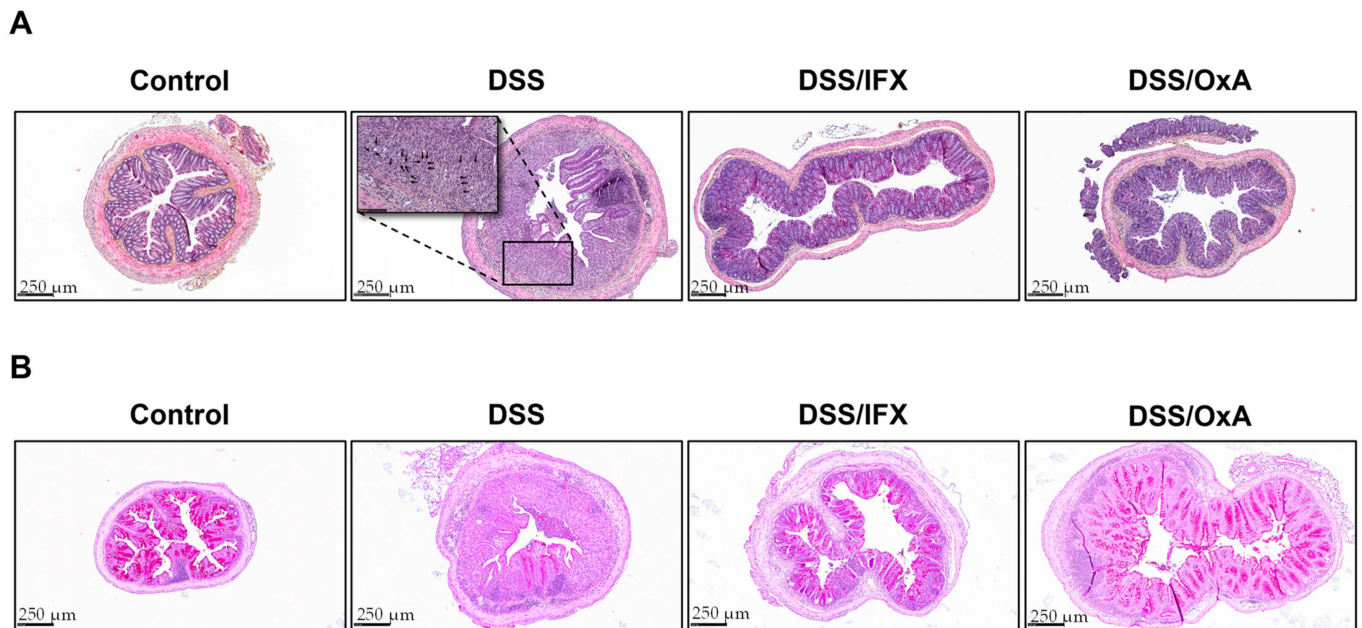 A
Control DSS DSS/IFX DSS/OxA
250 µm 250 µm 250 µm 250 µm
B
Control DSS DSS/IFX DSS/OxA
250 µm 250 µm 250 µm 250 µm